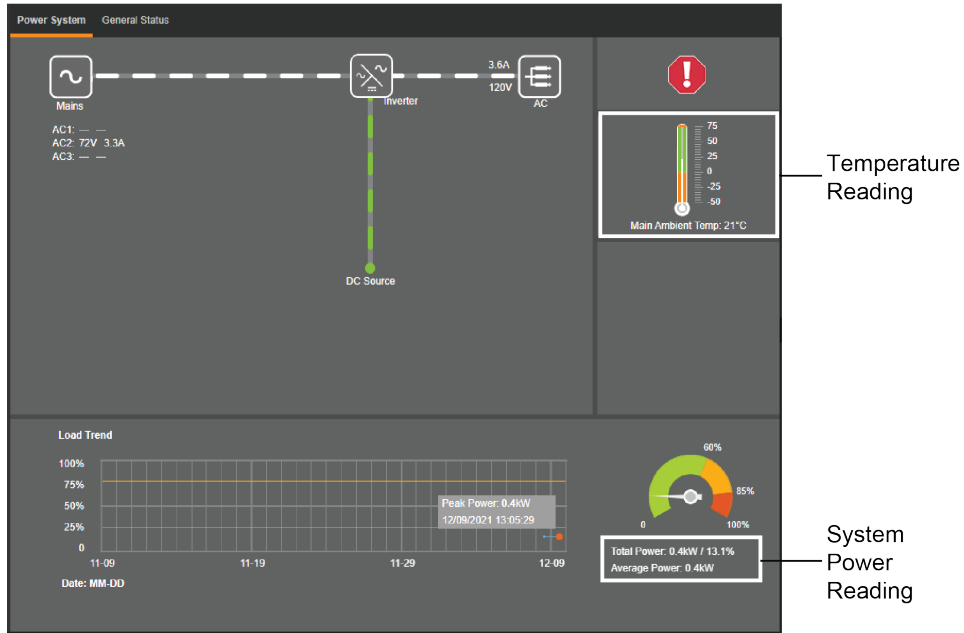 Power System General Status
3.6A
120V
Mains
Inverter
AC
AC1: — —
AC2: 72V 3.3A
AC3: — —
DC Source
75
50
25
0
-25
-50
Main Ambient Temp: 21°C
Temperature
Reading
Load Trend
100%
75%
50%
25%
0
Peak Power: 0.4kW
12/09/2021 13:05:29
11-09 11-19 11-29 12-09
Date: MM-DD
60%
85%
0 100%
Total Power: 0.4kW / 13.1%
Average Power: 0.4kW
System
Power
Reading